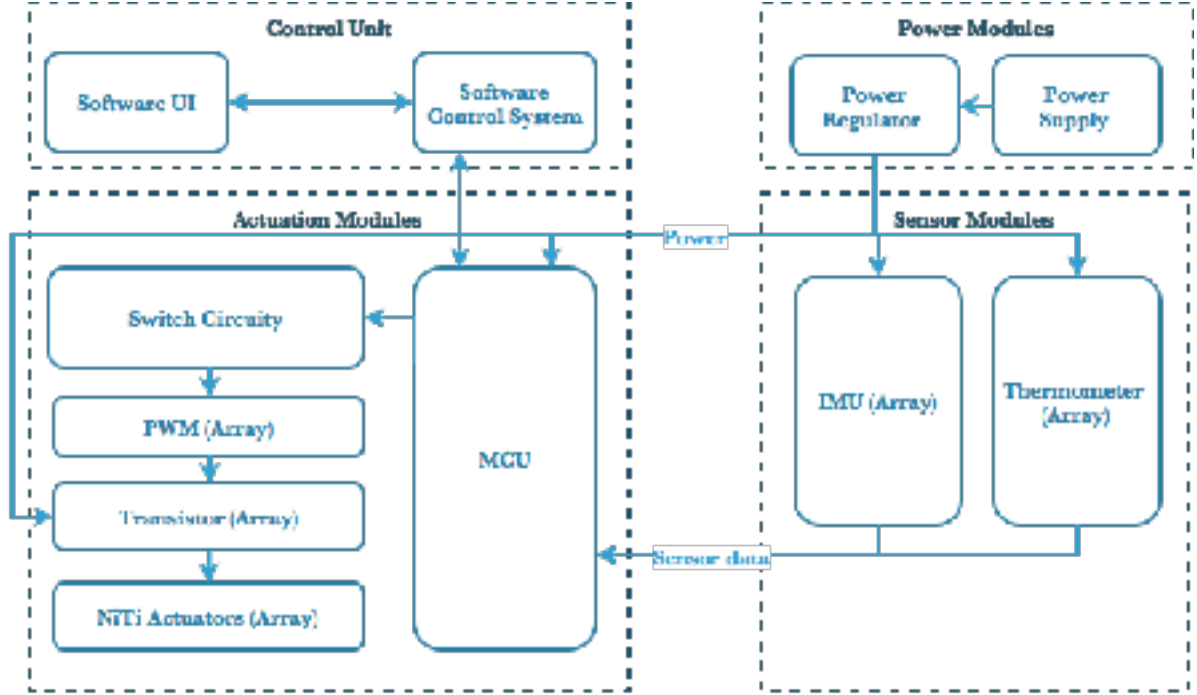 Control Unit
Software UI
Software
Control System
Power Modules
Power
Regulator
Power
Supply
Actuation Modules
Power
Sensor Modules
Switch Circuity
PWM (Array)
Transistor (Array)
NiTi Actuators (Array)
MCU
IMU (Array)
Thermometer
(Array)
Sensor data